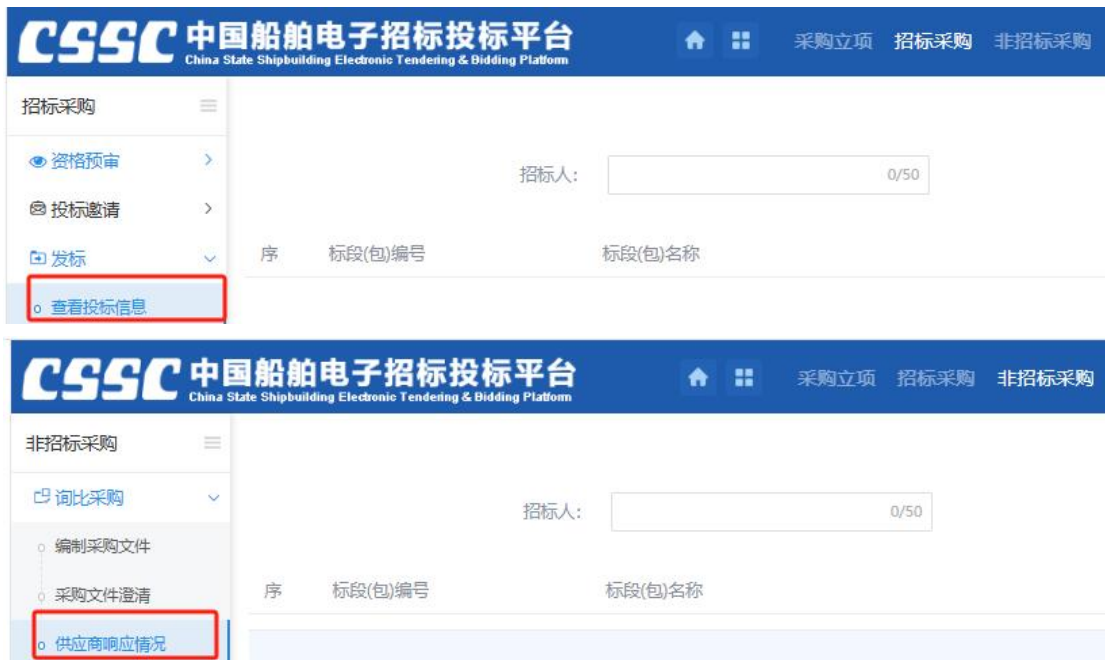 CSSC 中国船舶电子招标投标平台 采购立项 招标采购 非招标采购
China State Shipbuilding Electronic Tendering & Bidding Platform
招标采购
资格预审
招标人: 0/50
投标邀请
发标 序 标段(包)编号 标段(包)名称
查看投标信息
CSSC 中国船舶电子招标投标平台 采购立项 招标采购 非招标采购
China State Shipbuilding Electronic Tendering & Bidding Platform
非招标采购
询比采购
招标人: 0/50
编制采购文件
采购文件澄清 序 标段(包)编号 标段(包)名称
供应商响应情况